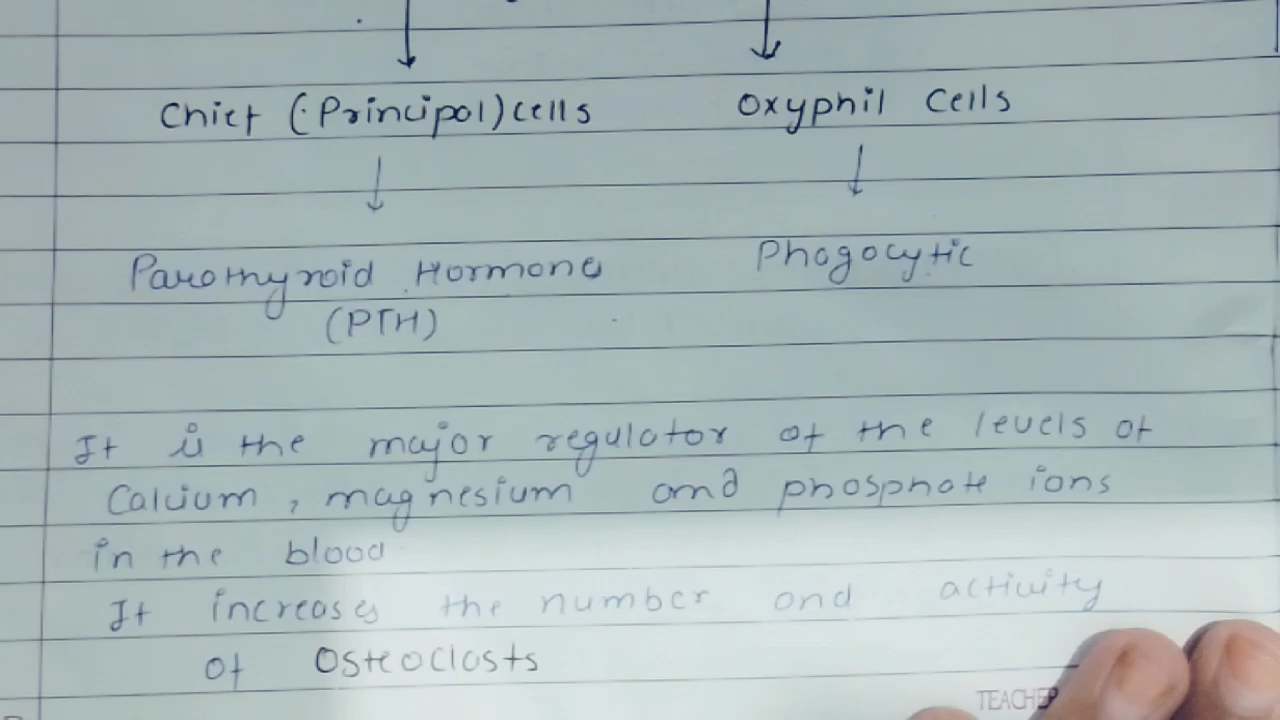 Chief (Principal) cells Oxyphil Cells
Parathyroid Hormone Phagocytic
(PTH)
It is the major regulator of the levels of
Calcium, magnesium and phosphate ions
in the blood
It increases the number and activity
of Osteoclasts
TEACHER